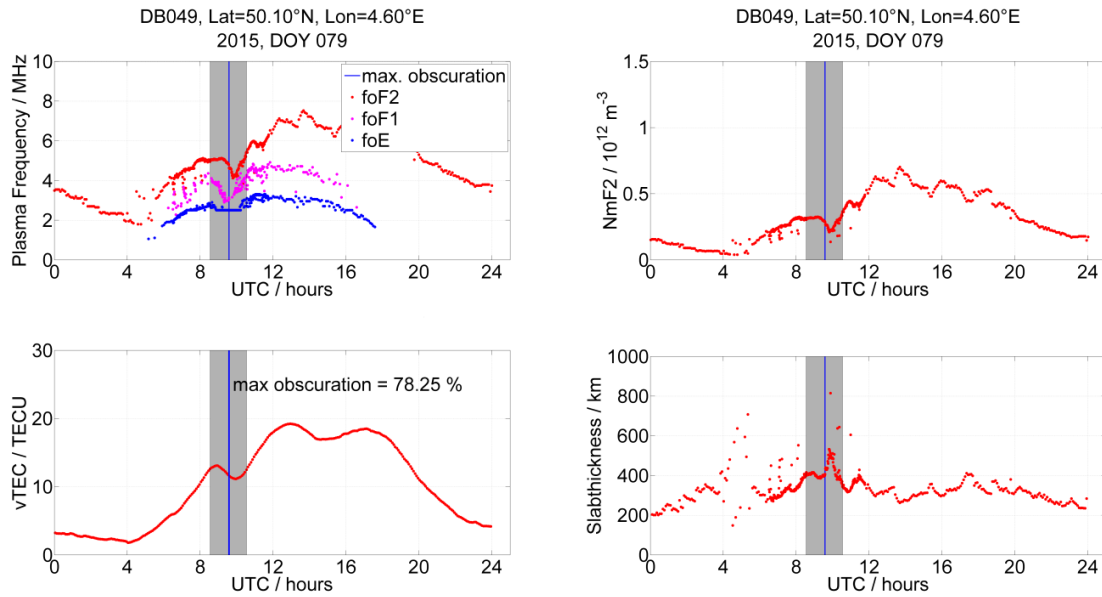 DB049, Lat=50.10°N, Lon=4.60°E
2015, DOY 079
Plasma Frequency / MHz
10
8
6
4
2
0
max. obscuration
foF2
foF1
foE
0 4 8 12 16 20 24
UTC / hours
DB049, Lat=50.10°N, Lon=4.60°E
2015, DOY 079
NmF2 / 10¹² m⁻³
1.5
1
0.5
0
0 4 8 12 16 20 24
UTC / hours
vTEC / TECU
30
20
10
0
max obscuration = 78.25 %
0 4 8 12 16 20 24
UTC / hours
Slabthickness / km
1000
800
600
400
200
0
0 4 8 12 16 20 24
UTC / hours